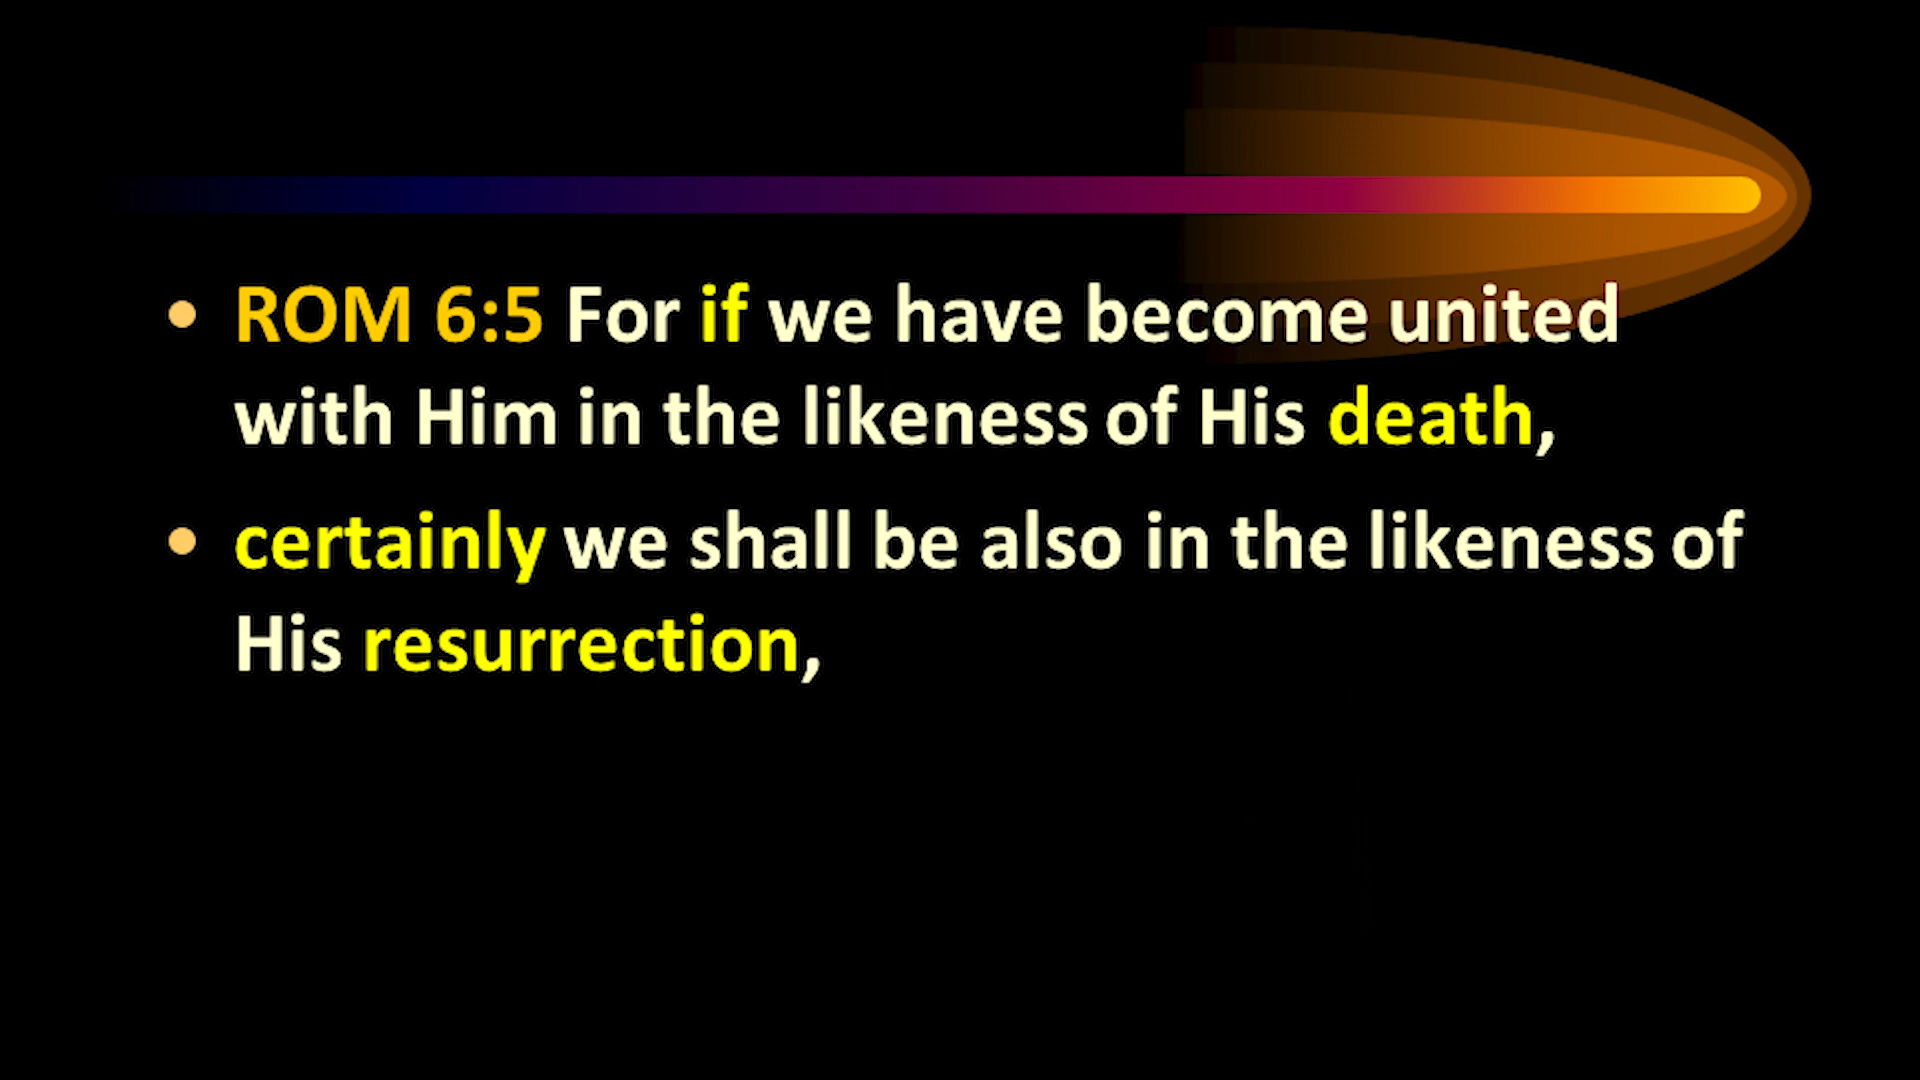 • ROM 6:5 For if we have become united
with Him in the likeness of His death,
• certainly we shall be also in the likeness of
His resurrection,